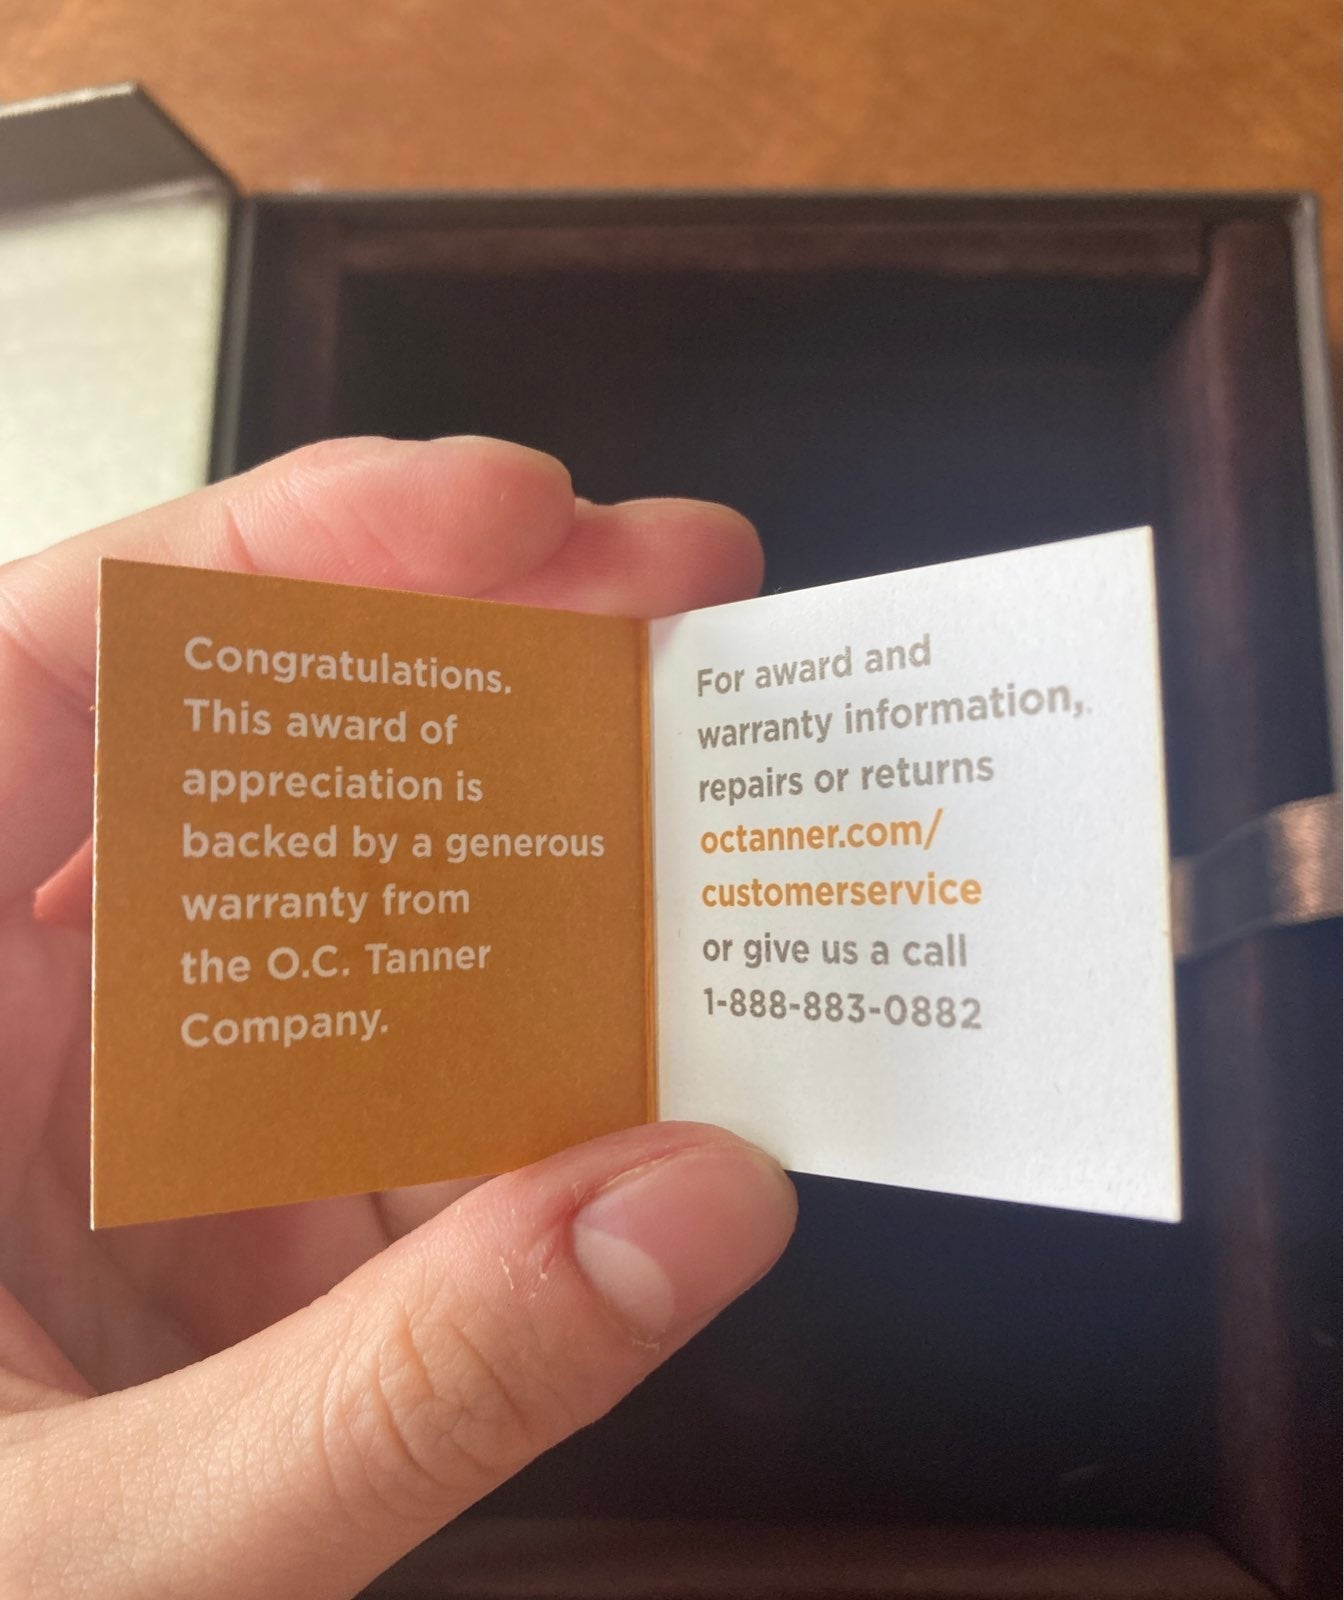 Congratulations.
This award of
appreciation is
backed by a generous
warranty from
the O.C. Tanner
Company.
For award and
warranty information,
repairs or returns
octanner.com/
customerservice
or give us a call
1-888-883-0882